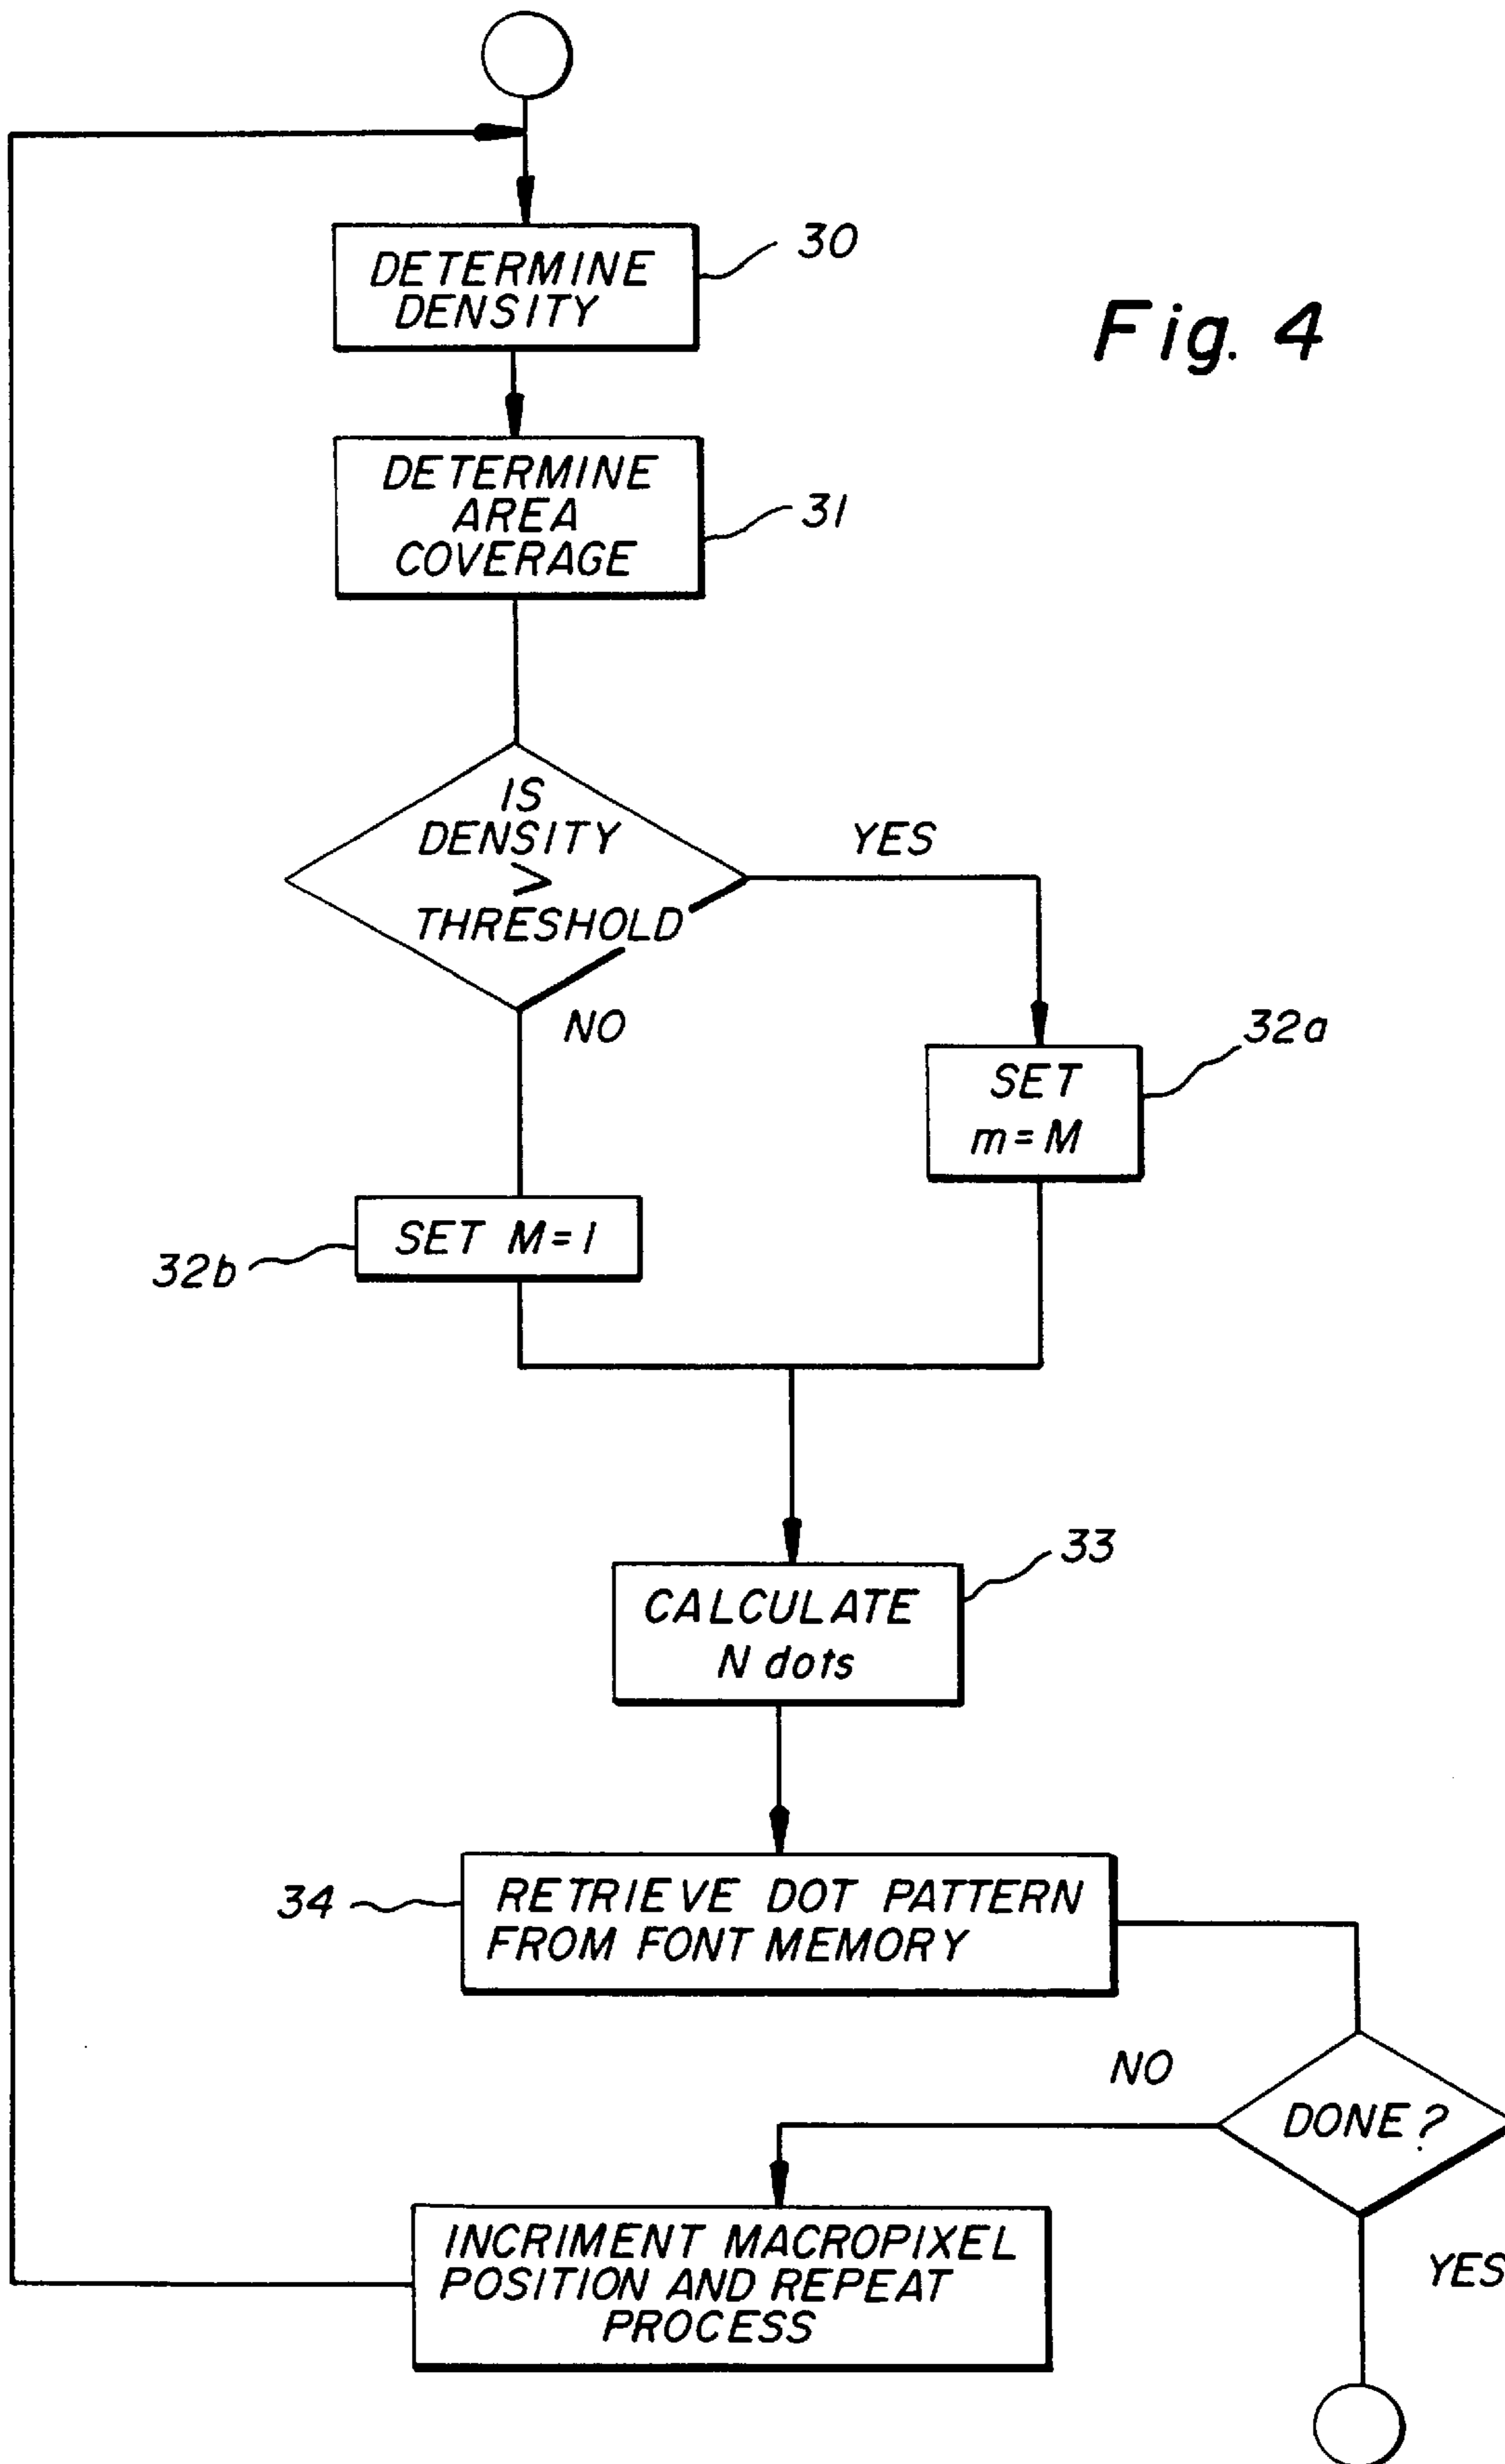 30
DETERMINE
DENSITY
Fig. 4
DETERMINE
AREA
COVERAGE
31
IS
DENSITY
>
THRESHOLD
YES
NO
32a
SET
m=M
SET M=1
32b
33
CALCULATE
N dots
34
RETRIEVE DOT PATTERN
FROM FONT MEMORY
NO
DONE?
INCRIMENT MACROPIXEL
POSITION AND REPEAT
PROCESS
YES